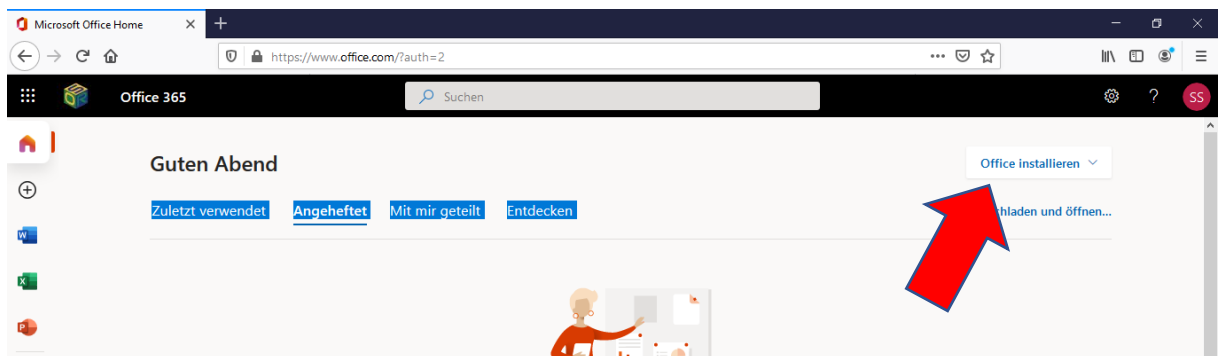 Microsoft Office Home
https://www.office.com/?auth=2
Office 365
Suchen
?
SS
Guten Abend
Office installieren
Zuletzt verwendet Angeheftet Mit mir geteilt Entdecken
und öffnen...
W
X
P